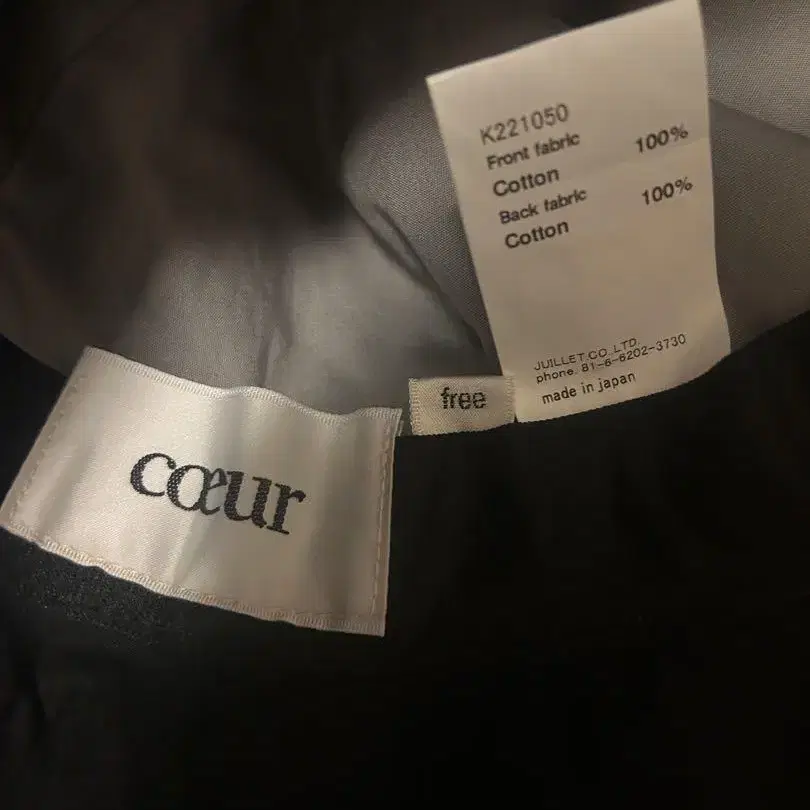 K221050
Front fabric
Cotton 100%
Back fabric
Cotton 100%
JUILLET CO.,LTD.
phone. 81-6-6202-3730
made in japan
free
cœur